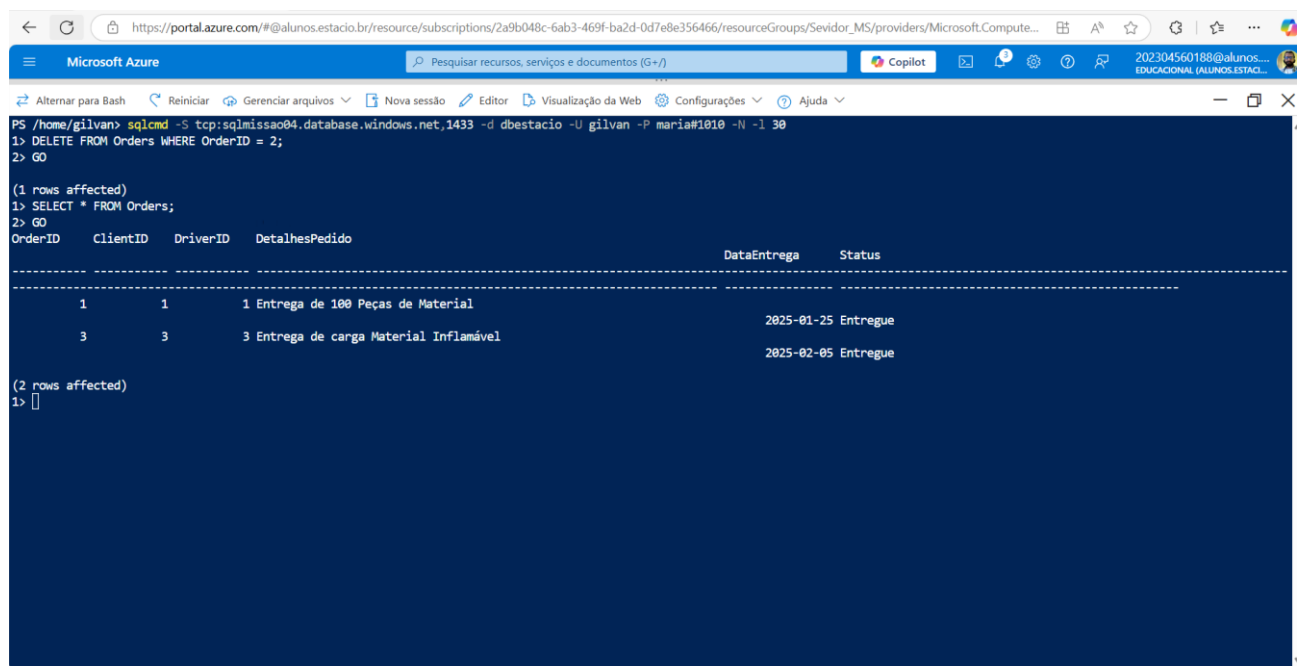 https://portal.azure.com/#@alunos.estacio.br/resource/subscriptions/2a9b048c-6ab3-469f-ba2d-0d7e8e356466/resourceGroups/Sevidor_MS/providers/Microsoft.Compute...
Microsoft Azure
Pesquisar recursos, serviços e documentos (G+/)
Copilot
3
202304560188@alunos....
EDUCACIONAL (ALUNOS.ESTACI...
Alternar para Bash Reiniciar Gerenciar arquivos Nova sessão Editor Visualização da Web Configurações Ajuda
PS /home/gilvan> sqlcmd -S tcp:sqlmissao04.database.windows.net,1433 -d dbestacio -U gilvan -P maria#1010 -N -l 30
1> DELETE FROM Orders WHERE OrderID = 2;
2> GO
(1 rows affected)
1> SELECT * FROM Orders;
2> GO
OrderID ClientID DriverID DetalhesPedido
DataEntrega Status
1 1 1 Entrega de 100 Peças de Material
2025-01-25 Entregue
3 3 3 Entrega de carga Material Inflamável
2025-02-05 Entregue
(2 rows affected)
1>